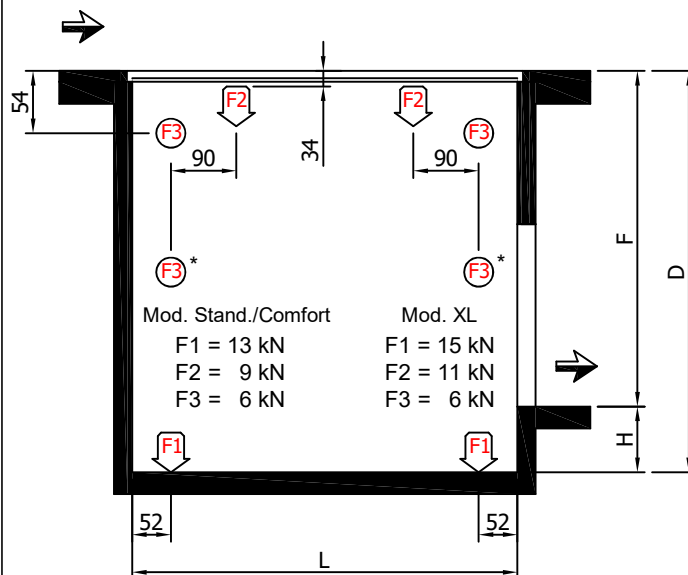 54
F2
F2
F3
F3
90
34
90
F
D
F3 *
F3 *
Mod. Stand./Comfort
F1 = 13 kN
F2 = 9 kN
F3 = 6 kN
Mod. XL
F1 = 15 kN
F2 = 11 kN
F3 = 6 kN
F1
F1
H
52
52
L